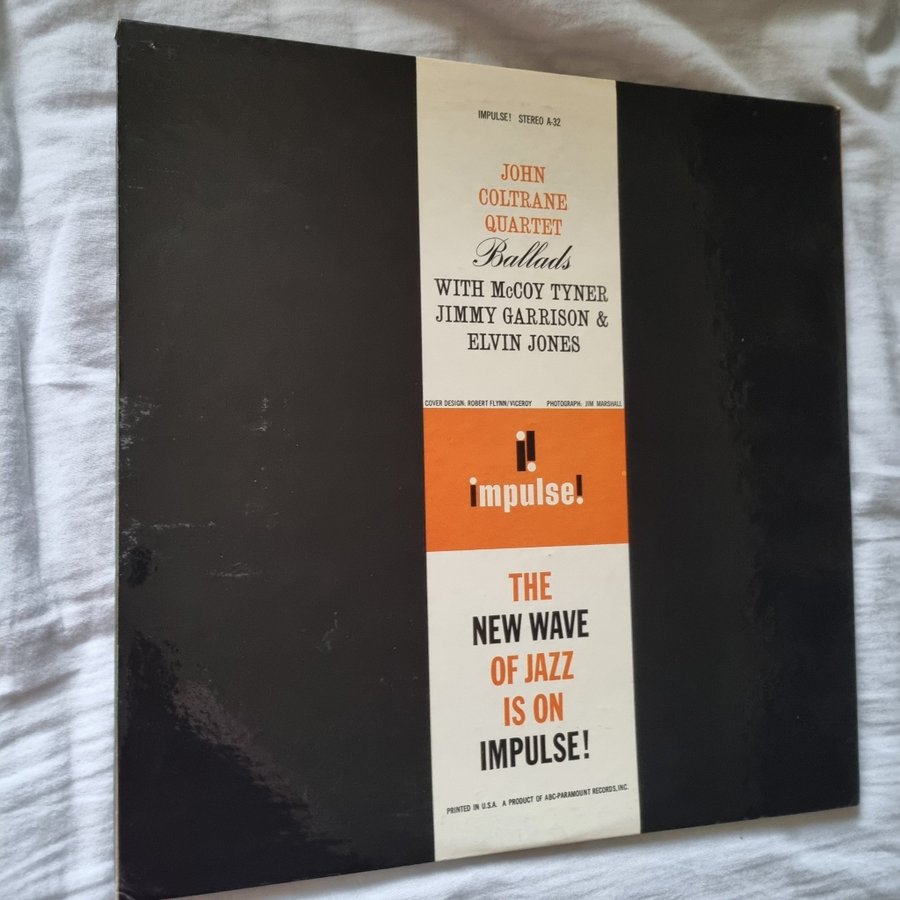 IMPULSE! STEREO A-32
JOHN
COLTRANE
QUARTET
Ballads
WITH McCOY TYNER
JIMMY GARRISON &
ELVIN JONES
COVER DESIGN: ROBERT FLYNN/VICEROY PHOTOGRAPH: JIM MARSHALL
i!
impulse!
THE
NEW WAVE
OF JAZZ
IS ON
IMPULSE!
PRINTED IN U.S.A. A PRODUCT OF ABC-PARAMOUNT RECORDS, INC.